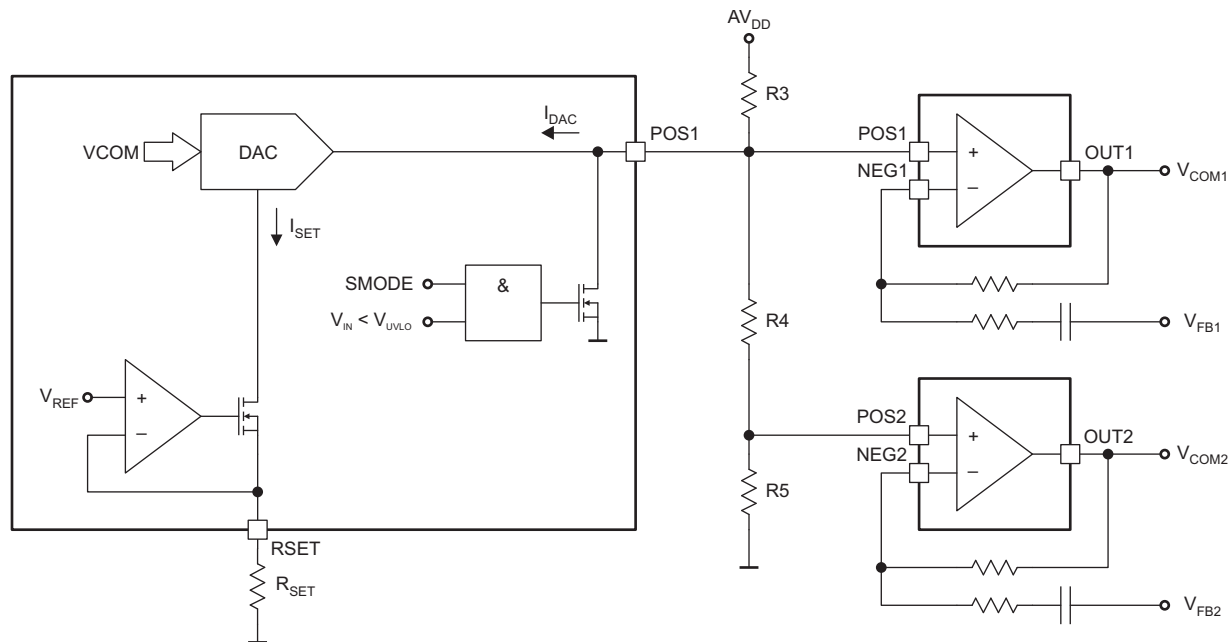 AVDD
R3
IDAC
POS1
VCOM
DAC
ISET
SMODE
VIN < VUVLO
&
VREF
+
−
RSET
RSET
R4
R5
POS1
NEG1
+
−
OUT1
VCOM1
VFB1
POS2
NEG2
+
−
OUT2
VCOM2
VFB2